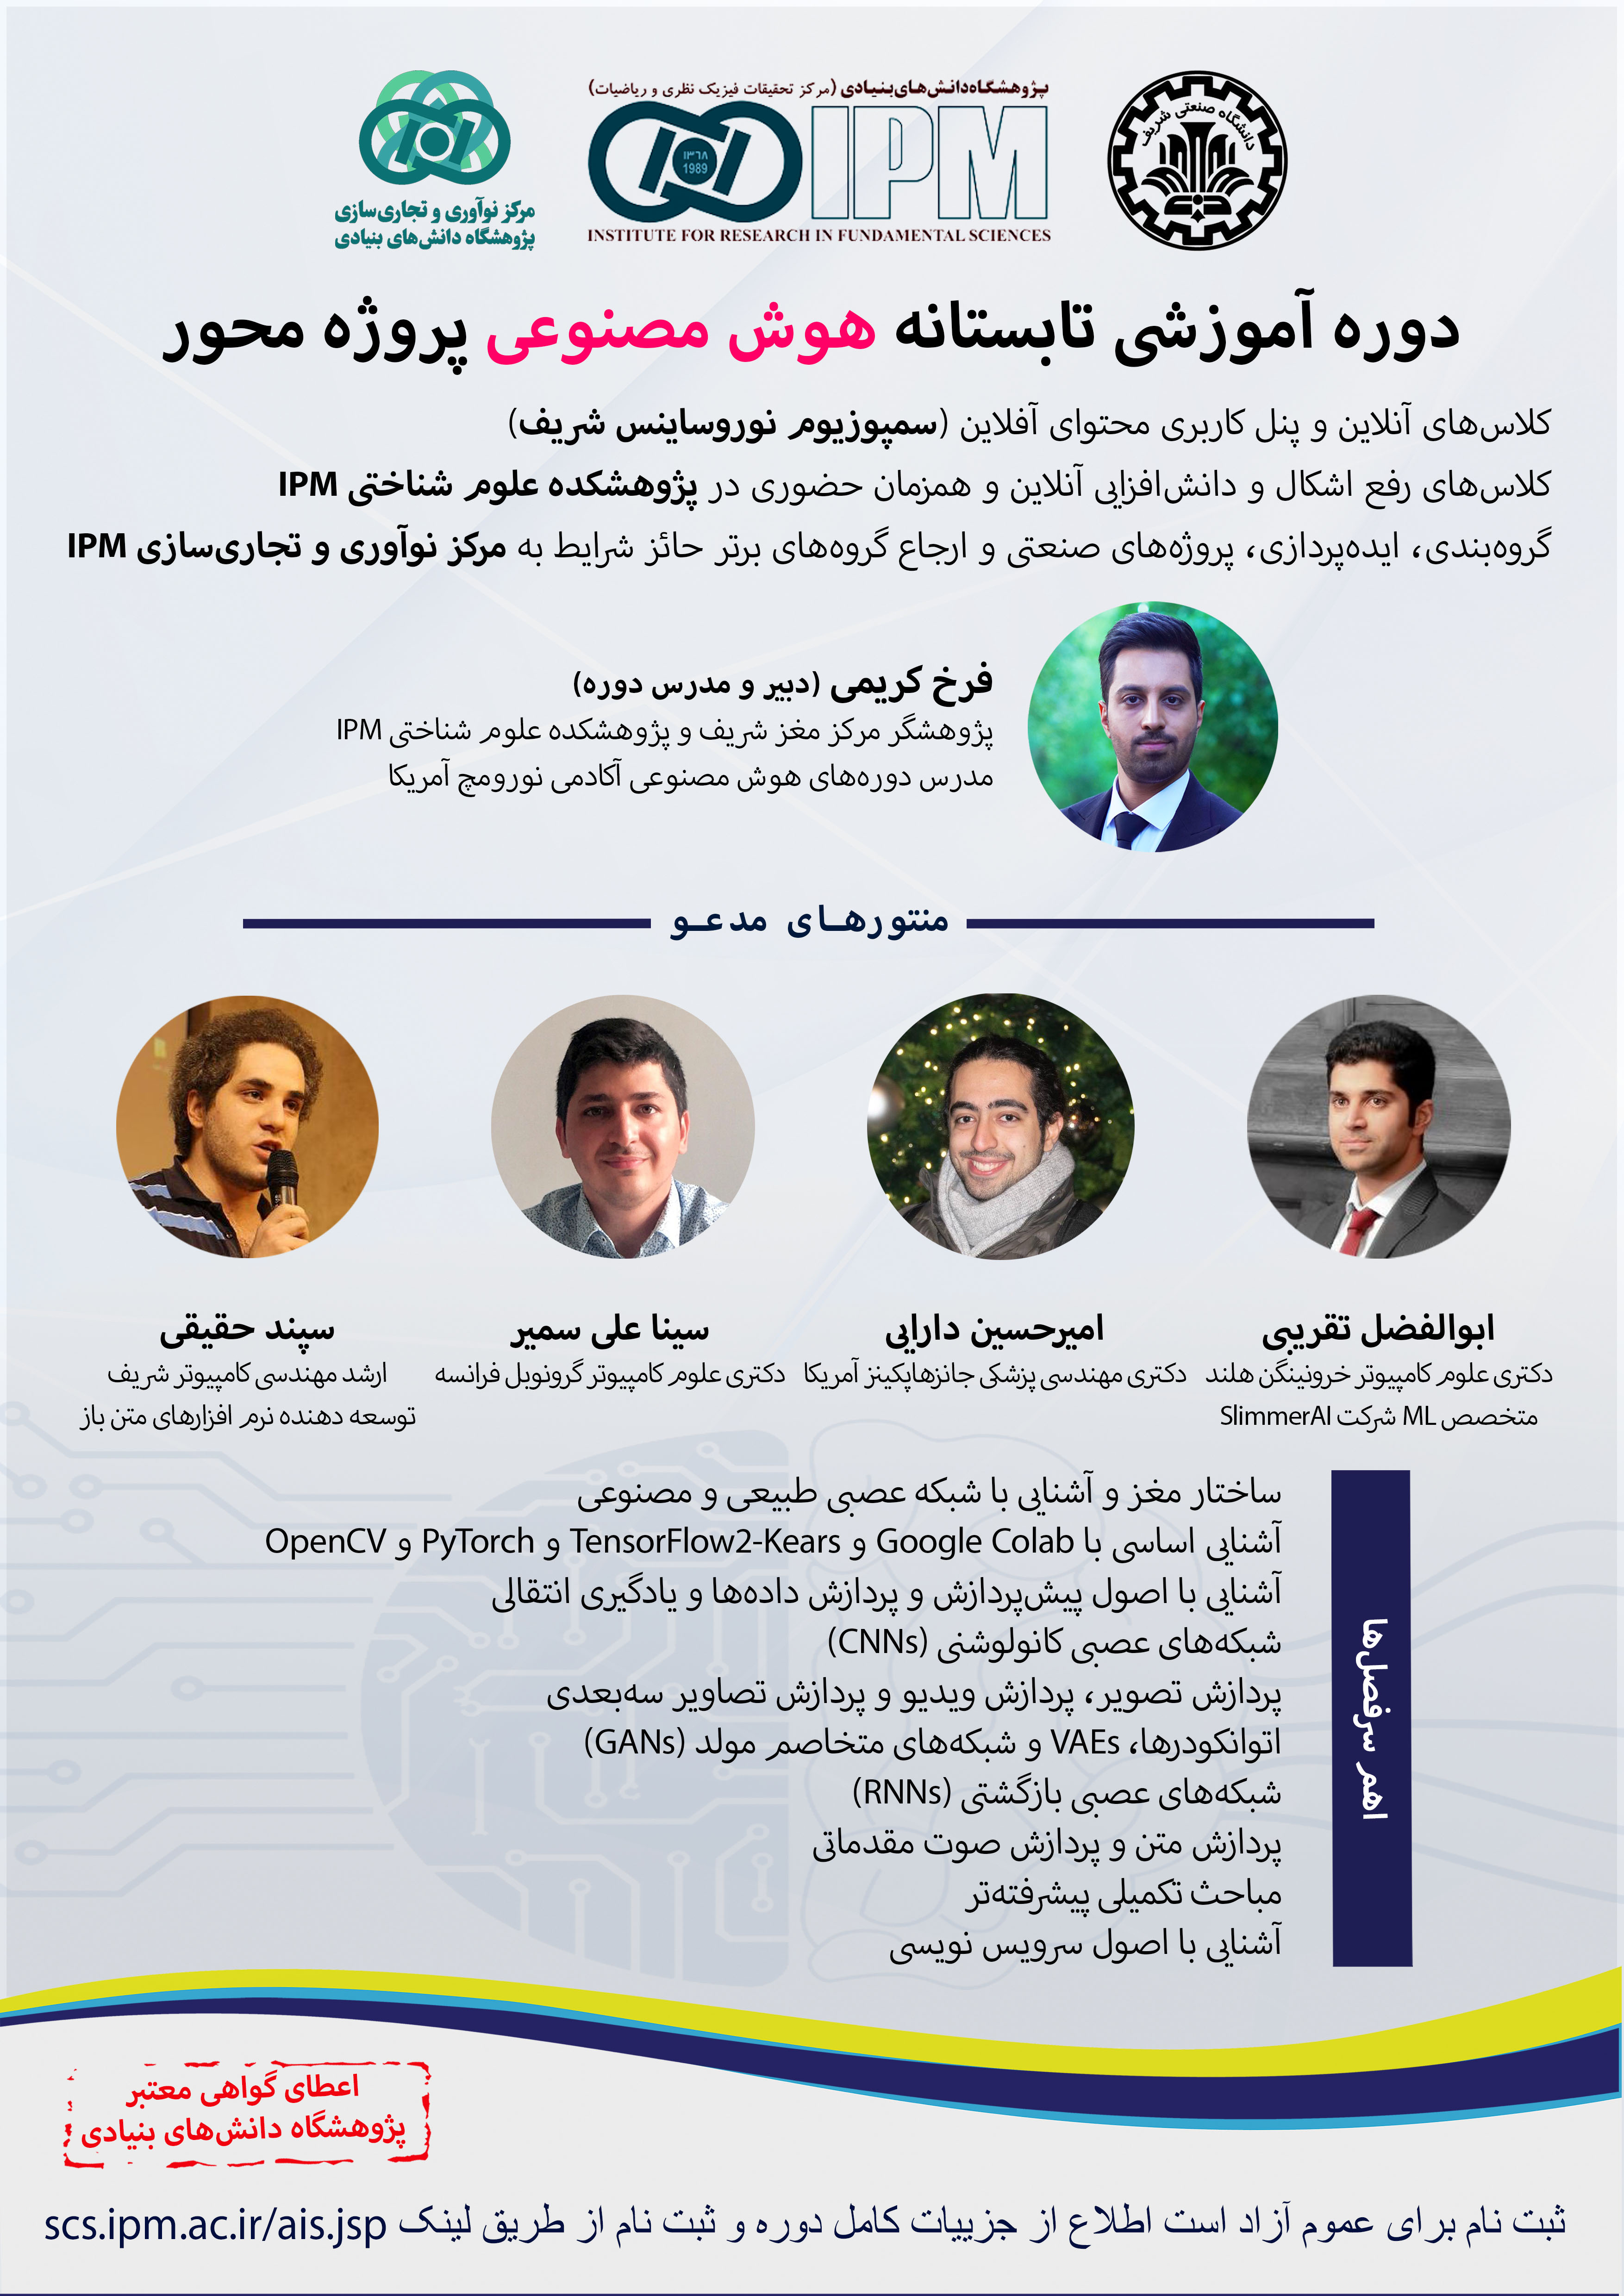 دانشگاه صنعتی شریف
پژوهشگاه دانش‌های بنیادی (مرکز تحقیقات فیزیک نظری و ریاضیات)
IPM
۱۳۶۸
1989
INSTITUTE FOR RESEARCH IN FUNDAMENTAL SCIENCES
مرکز نوآوری و تجاری‌سازی
پژوهشگاه دانش‌های بنیادی
دوره آموزشی تابستانه هوش مصنوعی پروژه محور
کلاس‌های آنلاین و پنل کاربری محتوای آفلاین (سمپوزیوم نوروساینس شریف)
کلاس‌های رفع اشکال و دانش‌افزایی آنلاین و همزمان حضوری در پژوهشکده علوم شناختی IPM
گروه‌بندی، ایده‌پردازی، پروژه‌های صنعتی و ارجاع گروه‌های برتر حائز شرایط به مرکز نوآوری و تجاری‌سازی IPM
فرخ کریمی (دبیر و مدرس دوره)
پژوهشگر مرکز مغز شریف و پژوهشکده علوم شناختی IPM
مدرس دوره‌های هوش مصنوعی آکادمی نورومچ آمریکا
منتورهای مدعو
ابوالفضل تقریبی
دکتری علوم کامپیوتر خرونینگن هلند
متخصص ML شرکت SlimmerAI
امیرحسین دارایی
دکتری مهندسی پزشکی جانزهاپکینز آمریکا
سینا علی سمیر
دکتری علوم کامپیوتر گرونوبل فرانسه
سپند حقیقی
ارشد مهندسی کامپیوتر شریف
توسعه دهنده نرم افزارهای متن باز
اهم سرفصل‌ها
ساختار مغز و آشنایی با شبکه عصبی طبیعی و مصنوعی
آشنایی اساسی با Google Colab و TensorFlow2-Kears و PyTorch و OpenCV
آشنایی با اصول پیش‌پردازش و پردازش داده‌ها و یادگیری انتقالی
شبکه‌های عصبی کانولوشنی (CNNs)
پردازش تصویر، پردازش ویدیو و پردازش تصاویر سه‌بعدی
اتوانکودرها، VAEs و شبکه‌های متخاصم مولد (GANs)
شبکه‌های عصبی بازگشتی (RNNs)
پردازش متن و پردازش صوت مقدماتی
مباحث تکمیلی پیشرفته‌تر
آشنایی با اصول سرویس نویسی
اعطای گواهی معتبر
پژوهشگاه دانش‌های بنیادی
ثبت نام برای عموم آزاد است اطلاع از جزییات کامل دوره و ثبت نام از طریق لینک scs.ipm.ac.ir/ais.jsp